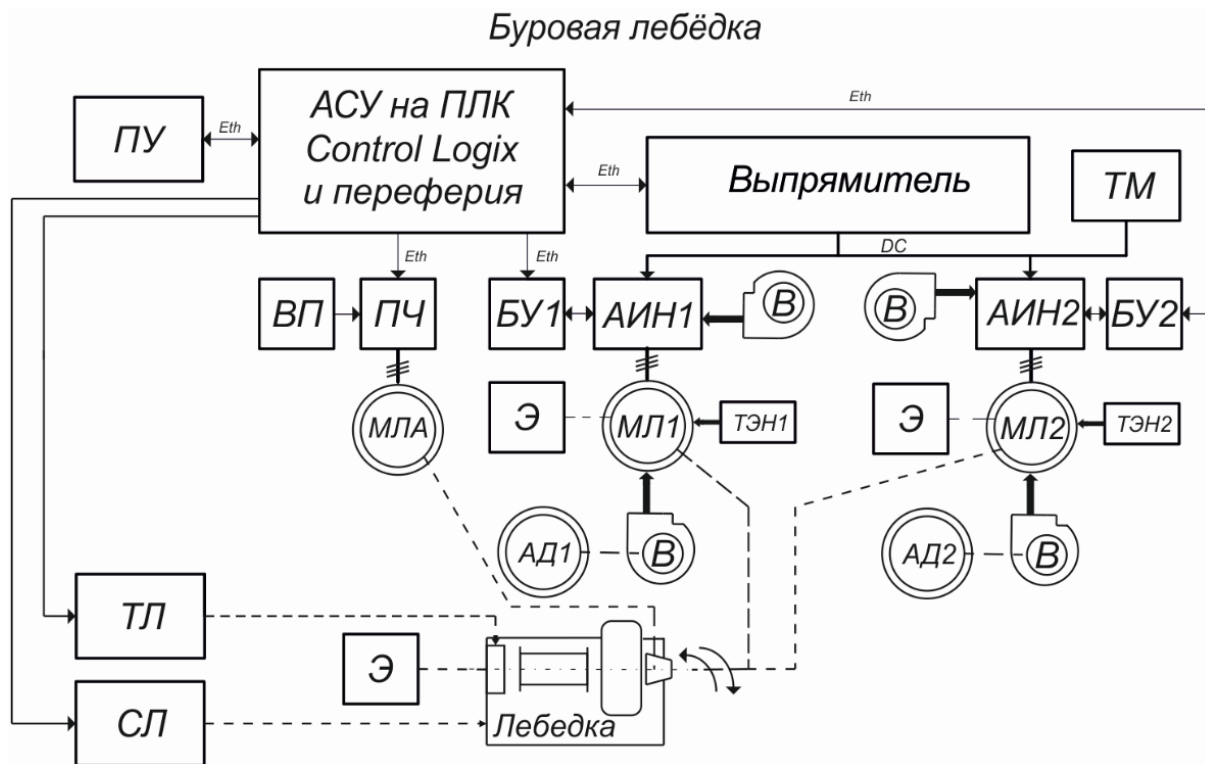 Буровая лебёдка
АСУ на ПЛК
Control Logix
и переферия
ПУ
Eth
Eth
Eth
Выпрямитель
ТМ
DC
Eth
Eth
ВП
ПЧ
БУ1
АИН1
В
В
АИН2
БУ2
МЛА
Э
МЛ1
ТЭН1
Э
МЛ2
ТЭН2
АД1
В
АД2
В
ТЛ
Э
СЛ
Лебедка